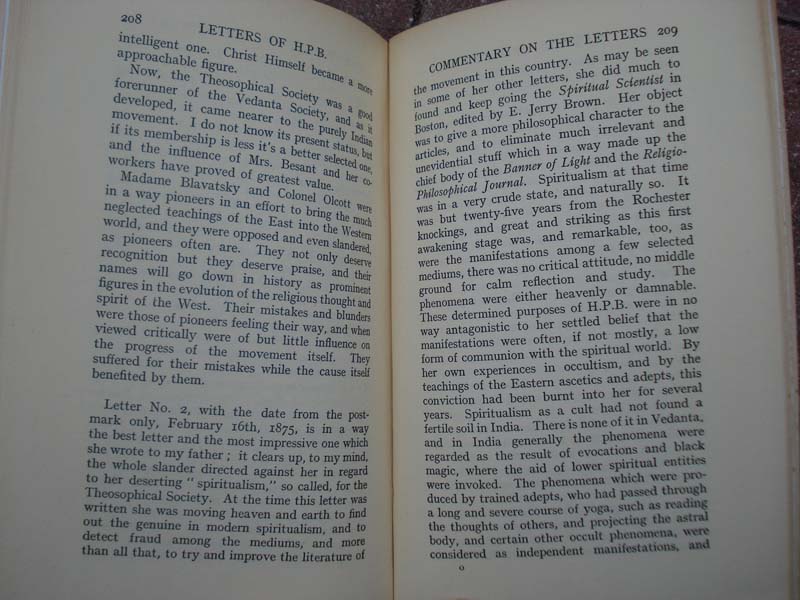 208
LETTERS OF H.P.B.
intelligent one. Christ Himself became a more
approachable figure.
Now, the Theosophical Society was a good
forerunner of the Vedanta Society, and as it
developed, it came nearer to the purely Indian
movement. I do not know its present status, but
if its membership is less it's a better selected one,
and the influence of Mrs. Besant and her co-
workers have proved of greatest value.
Madame Blavatsky and Colonel Olcott were
in a way pioneers in an effort to bring the much
neglected teachings of the East into the Western
world, and they were opposed and even slandered,
as pioneers often are. They not only deserve
recognition but they deserve praise, and their
names will go down in history as prominent
figures in the evolution of the religious thought and
spirit of the West. Their mistakes and blunders
were those of pioneers feeling their way, and when
viewed critically were of but little influence on
the progress of the movement itself. They
suffered for their mistakes while the cause itself
benefited by them.
Letter No. 2, with the date from the post-
mark only, February 16th, 1875, is in a way
the best letter and the most impressive one which
she wrote to my father; it clears up, to my mind,
the whole slander directed against her in regard
to her deserting "spiritualism," so called, for the
Theosophical Society. At the time this letter was
written she was moving heaven and earth to find
out the genuine in modern spiritualism, and to
detect fraud among the mediums, and more
than all that, to try and improve the literature of
COMMENTARY ON THE LETTERS 209
the movement in this country. As may be seen
in some of her other letters, she did much to
found and keep going the Spiritual Scientist in
Boston, edited by E. Jerry Brown. Her object
was to give a more philosophical character to the
articles, and to eliminate much irrelevant and
unevidential stuff which in a way made up the
chief body of the Banner of Light and the Religio-
Philosophical Journal. Spiritualism at that time
was in a very crude state, and naturally so. It
was but twenty-five years from the Rochester
knockings, and great and striking as this first
awakening stage was, and remarkable, too, as
were the manifestations among a few selected
mediums, there was no critical attitude, no middle
ground for calm reflection and study. The
phenomena were either heavenly or damnable.
These determined purposes of H.P.B. were in no
way antagonistic to her settled belief that the
manifestations were often, if not mostly, a low
form of communion with the spiritual world. By
her own experiences in occultism, and by the
teachings of the Eastern ascetics and adepts, this
conviction had been burnt into her for several
years. Spiritualism as a cult had not found a
fertile soil in India. There is none of it in Vedanta,
and in India generally the phenomena were
regarded as the result of evocations and black
magic, where the aid of lower spiritual entities
were invoked. The phenomena which were pro-
duced by trained adepts, who had passed through
a long and severe course of yoga, such as reading
the thoughts of others, and projecting the astral
body, and certain other occult phenomena, were
considered as independent manifestations, and
o